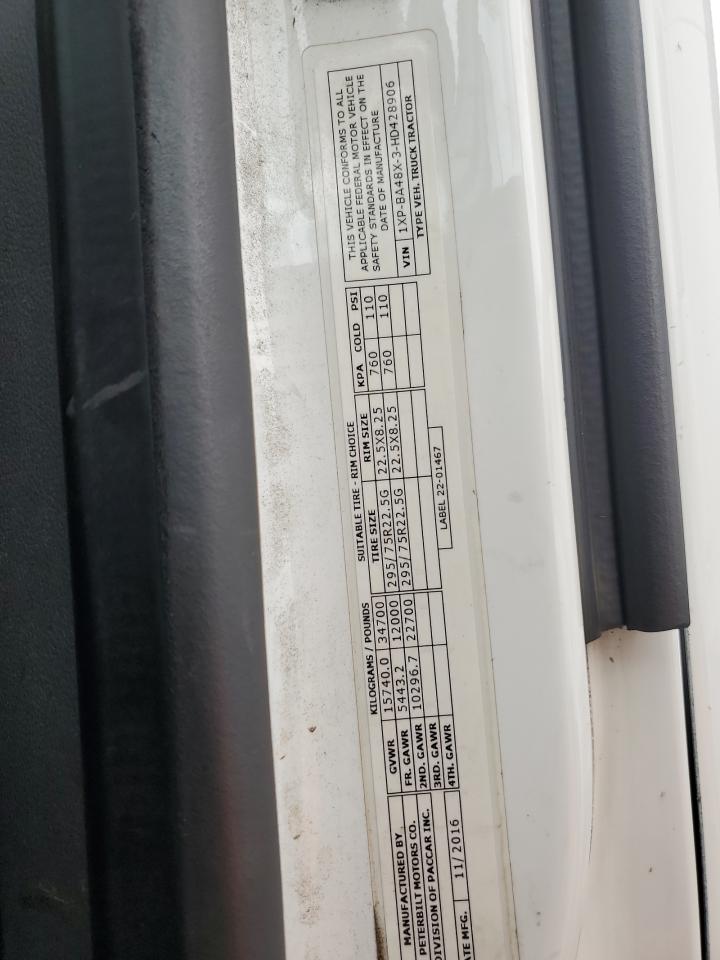 MANUFACTURED BY
PETERBILT MOTORS CO.
DIVISION OF PACCAR INC.
ATE MFG. 11/2016
KILOGRAMS / POUNDS
GVWR 15740.0 34700
FR. GAWR 5443.2 12000
2ND. GAWR 10296.7 22700
3RD. GAWR
4TH. GAWR
SUITABLE TIRE - RIM CHOICE
TIRE SIZE RIM SIZE
295/75R22.5G 22.5X8.25
295/75R22.5G 22.5X8.25
LABEL 22-01467
KPA COLD PSI
760 110
760 110
THIS VEHICLE CONFORMS TO ALL
APPLICABLE FEDERAL MOTOR VEHICLE
SAFETY STANDARDS IN EFFECT ON THE
DATE OF MANUFACTURE
VIN 1XP-BA48X-3-HD428906
TYPE VEH. TRUCK TRACTOR